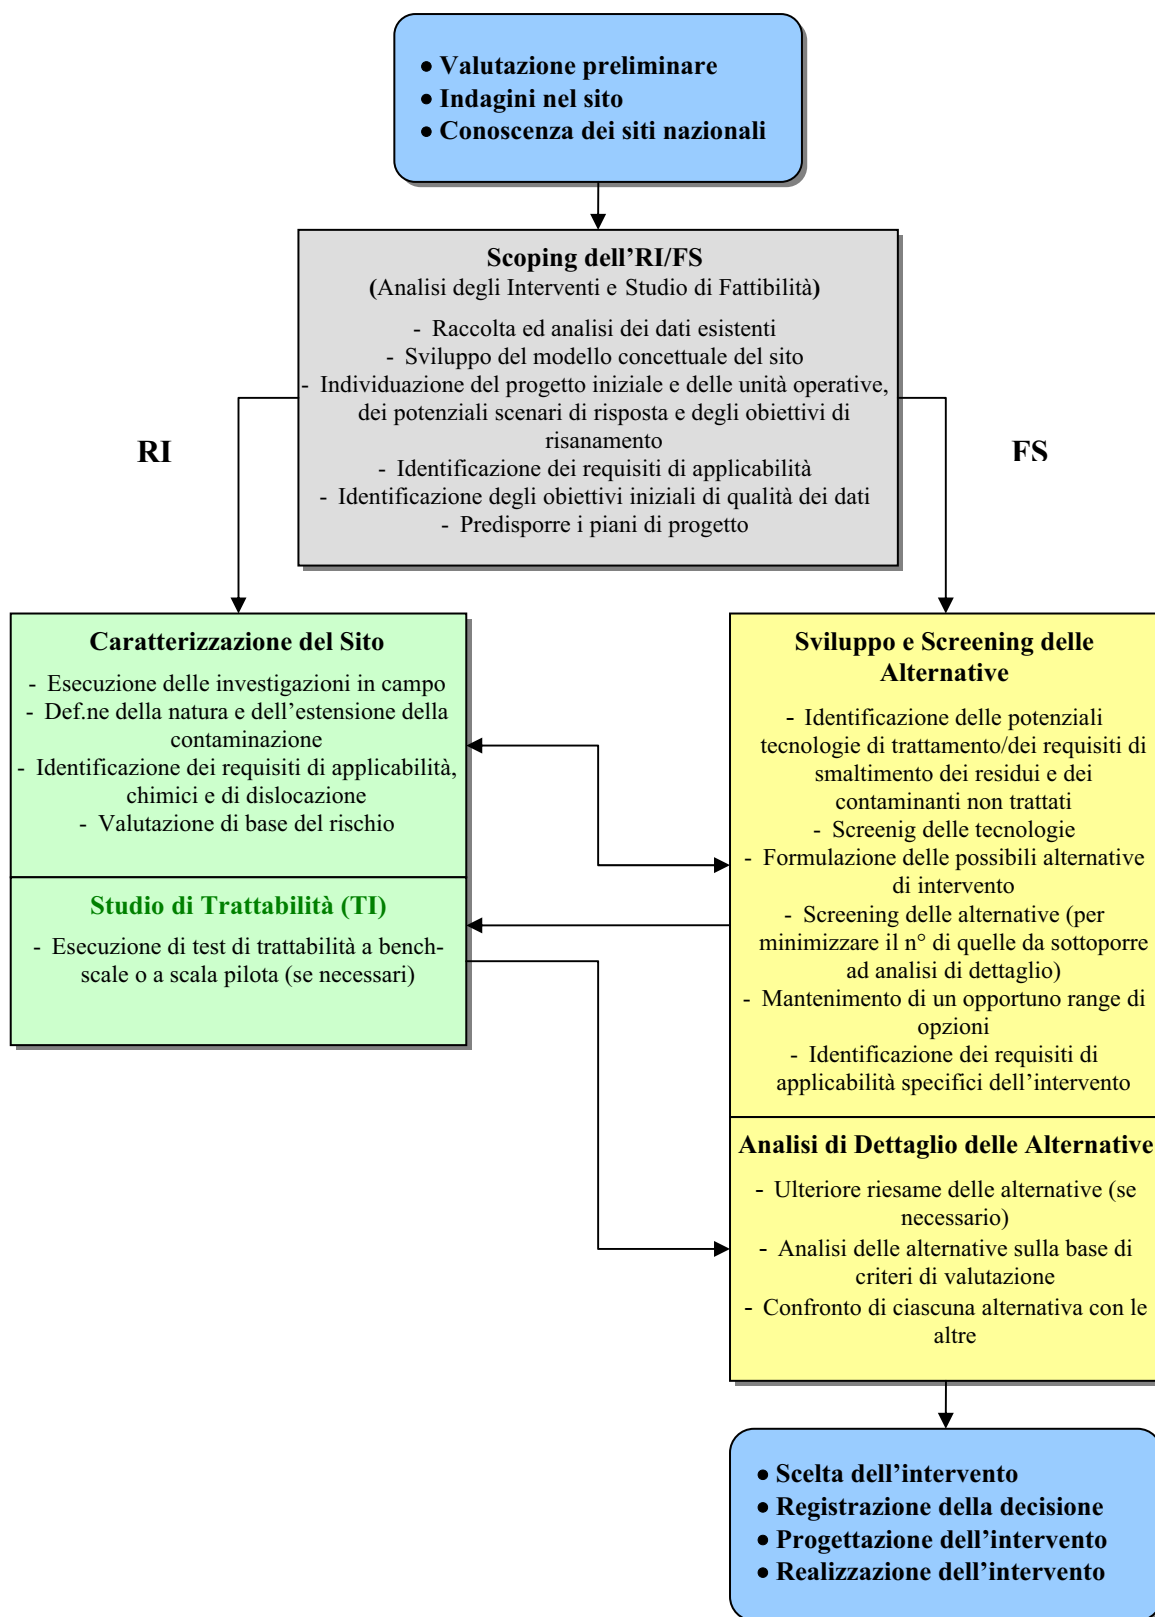 • Valutazione preliminare
• Indagini nel sito
• Conoscenza dei siti nazionali
Scoping dell’RI/FS
(Analisi degli Interventi e Studio di Fattibilità)
- Raccolta ed analisi dei dati esistenti
- Sviluppo del modello concettuale del sito
- Individuazione del progetto iniziale e delle unità operative,
dei potenziali scenari di risposta e degli obiettivi di
risanamento
- Identificazione dei requisiti di applicabilità
- Identificazione degli obiettivi iniziali di qualità dei dati
- Predisporre i piani di progetto
RI
FS
Caratterizzazione del Sito
- Esecuzione delle investigazioni in campo
- Def.ne della natura e dell’estensione della
contaminazione
- Identificazione dei requisiti di applicabilità,
chimici e di dislocazione
- Valutazione di base del rischio
Studio di Trattabilità (TI)
- Esecuzione di test di trattabilità a bench-
scale o a scala pilota (se necessari)
Sviluppo e Screening delle
Alternative
- Identificazione delle potenziali
tecnologie di trattamento/dei requisiti di
smaltimento dei residui e dei
contaminanti non trattati
- Screenig delle tecnologie
- Formulazione delle possibili alternative
di intervento
- Screening delle alternative (per
minimizzare il n° di quelle da sottoporre
ad analisi di dettaglio)
- Mantenimento di un opportuno range di
opzioni
- Identificazione dei requisiti di
applicabilità specifici dell’intervento
Analisi di Dettaglio delle Alternative
- Ulteriore riesame delle alternative (se
necessario)
- Analisi delle alternative sulla base di
criteri di valutazione
- Confronto di ciascuna alternativa con le
altre
• Scelta dell’intervento
• Registrazione della decisione
• Progettazione dell’intervento
• Realizzazione dell’intervento